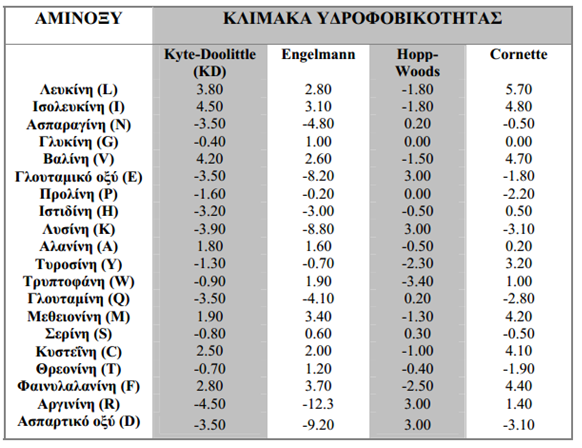 ΑΜΙΝΟΞΥ ΚΛΙΜΑΚΑ ΥΔΡΟΦΟΒΙΚΟΤΗΤΑΣ
Kyte-Doolittle (KD) Engelmann Hopp-Woods Cornette
Λευκίνη (L) 3.80 2.80 -1.80 5.70
Ισολευκίνη (I) 4.50 3.10 -1.80 4.80
Ασπαραγίνη (N) -3.50 -4.80 0.20 -0.50
Γλυκίνη (G) -0.40 1.00 0.00 0.00
Βαλίνη (V) 4.20 2.60 -1.50 4.70
Γλουταμικό οξύ (E) -3.50 -8.20 3.00 -1.80
Προλίνη (P) -1.60 -0.20 0.00 -2.20
Ιστιδίνη (H) -3.20 -3.00 -0.50 0.50
Λυσίνη (K) -3.90 -8.80 3.00 -3.10
Αλανίνη (A) 1.80 1.60 -0.50 0.20
Τυροσίνη (Y) -1.30 -0.70 -2.30 3.20
Τρυπτοφάνη (W) -0.90 1.90 -3.40 1.00
Γλουταμίνη (Q) -3.50 -4.10 0.20 -2.80
Μεθειονίνη (M) 1.90 3.40 -1.30 4.20
Σερίνη (S) -0.80 0.60 0.30 -0.50
Κυστεΐνη (C) 2.50 2.00 -1.00 4.10
Θρεονίνη (T) -0.70 1.20 -0.40 -1.90
Φαινυλαλανίνη (F) 2.80 3.70 -2.50 4.40
Αργινίνη (R) -4.50 -12.3 3.00 1.40
Ασπαρτικό οξύ (D) -3.50 -9.20 3.00 -3.10